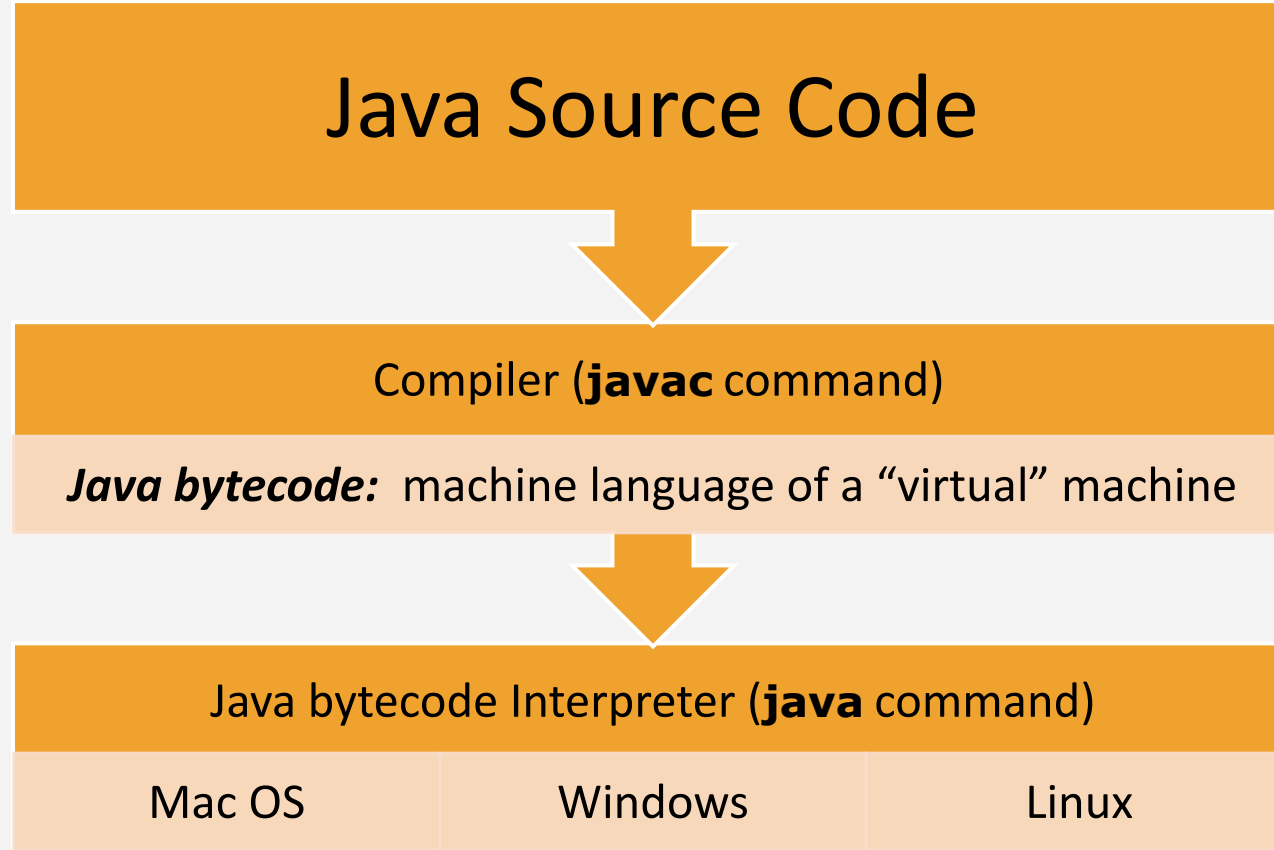 Java Source Code
Compiler (javac command)
Java bytecode: machine language of a “virtual” machine
Java bytecode Interpreter (java command)
Mac OS
Windows
Linux